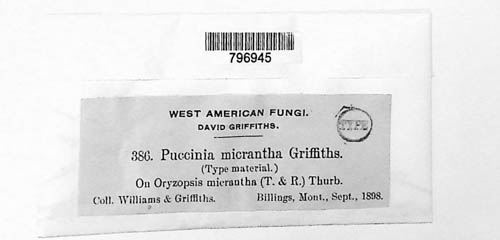 796945
WEST AMERICAN FUNGI.
DAVID GRIFFITHS.
TYPE
386. Puccinia micrantha Griffiths.
(Type material.)
On Oryzopsis micrantha (T. & R.) Thurb.
Coll. Williams & Griffiths. Billings, Mont., Sept., 1898.